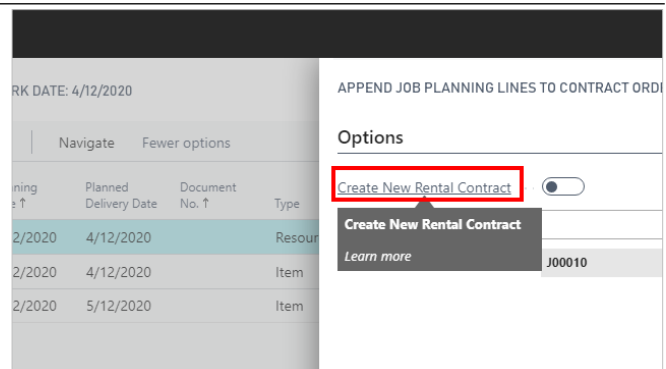 RK DATE: 4/12/2020
Navigate Fewer options
nning
e ↑ Planned
Delivery Date Document
No. ↑ Type
2/2020 4/12/2020 Resour
2/2020 4/12/2020 Item
2/2020 5/12/2020 Item
APPEND JOB PLANNING LINES TO CONTRACT ORD
Options
Create New Rental Contract
Create New Rental Contract
Learn more
J00010